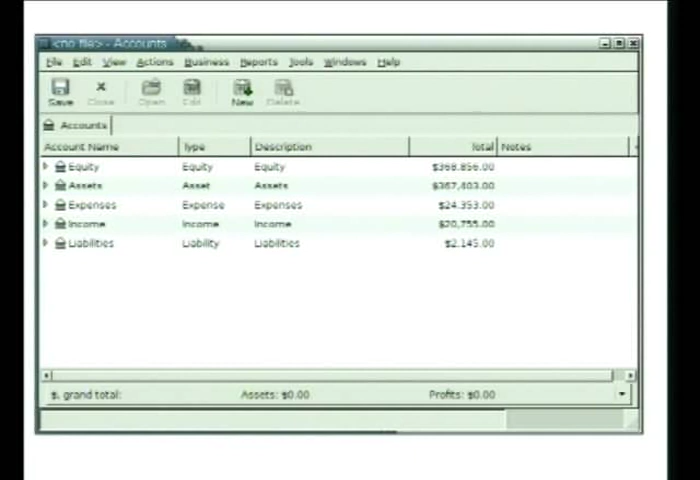 <no file> - Accounts
File Edit View Actions Business Reports Tools Windows Help
Save Close Open Edit New Delete
Accounts
Account Name Type Description Total Notes
Equity Equity Equity $368,856.00
Assets Asset Assets $367,403.00
Expenses Expense Expenses $24,353.00
Income Income Income $20,755.00
Liabilities Liability Liabilities $2,145.00
$, grand total: Assets: $0.00 Profits: $0.00